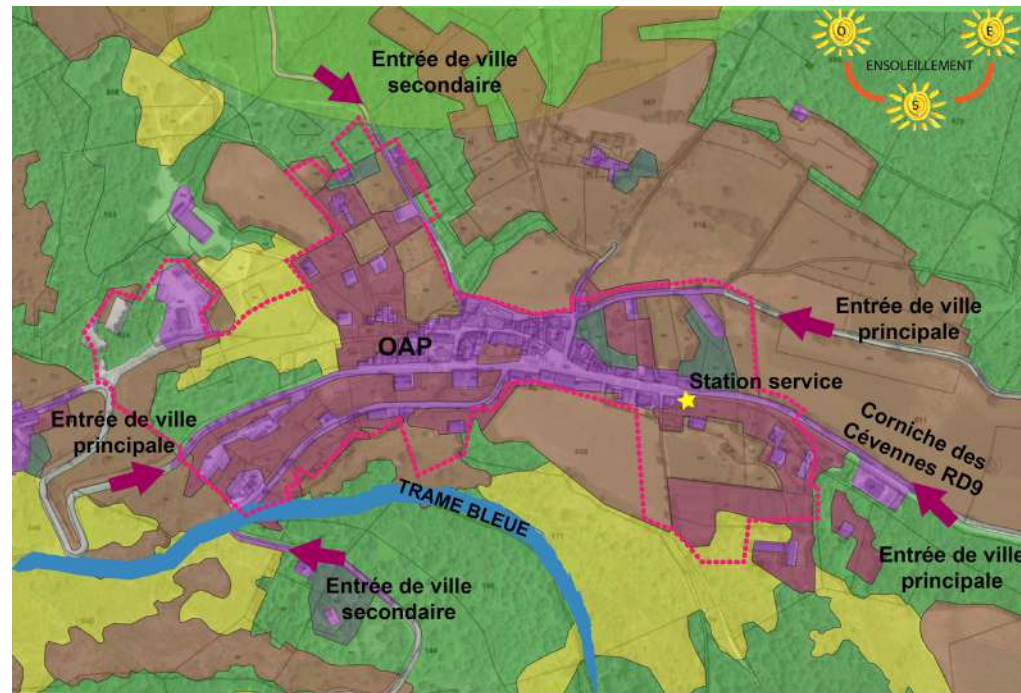 O
E
ENSOLEILLEMENT
S
Entrée de ville
secondaire
Entrée de ville
principale
OAP
Station service
Entrée de ville
principale
Corniche des
Cévennes RD9
TRAME BLEUE
Entrée de ville
principale
Entrée de ville
secondaire